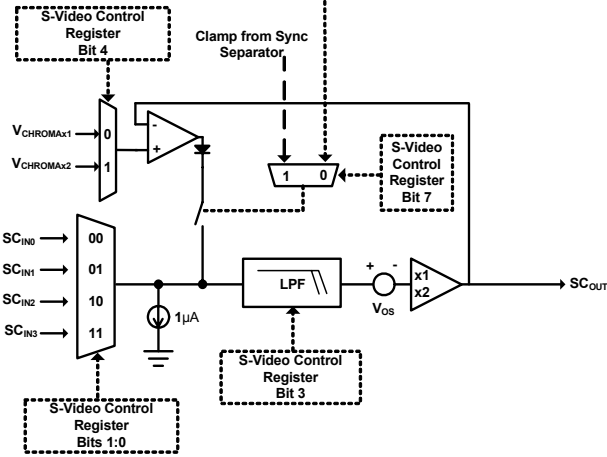 S-Video Control
Register
Bit 4
Clamp from Sync
Separator
VCHROMAx1
VCHROMAx2
0
1
-
+
1 0
S-Video
Control
Register
Bit 7
SCIN0
SCIN1
SCIN2
SCIN3
00
01
10
11
1µA
LPF
+ -
VOS
x1
x2
SCOUT
S-Video Control
Register
Bit 3
S-Video Control
Register
Bits 1:0